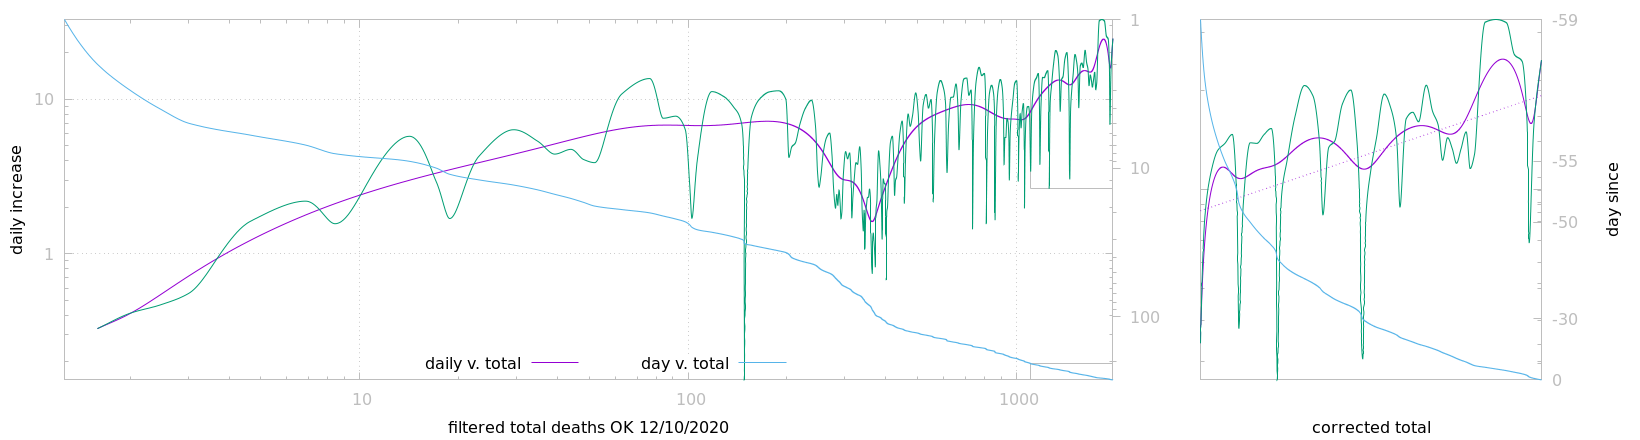 daily increase
10
1
10
100
1000
1
10
100
daily v. total
day v. total
filtered total deaths OK 12/10/2020
-59
-55
-50
-30
0
day since
corrected total